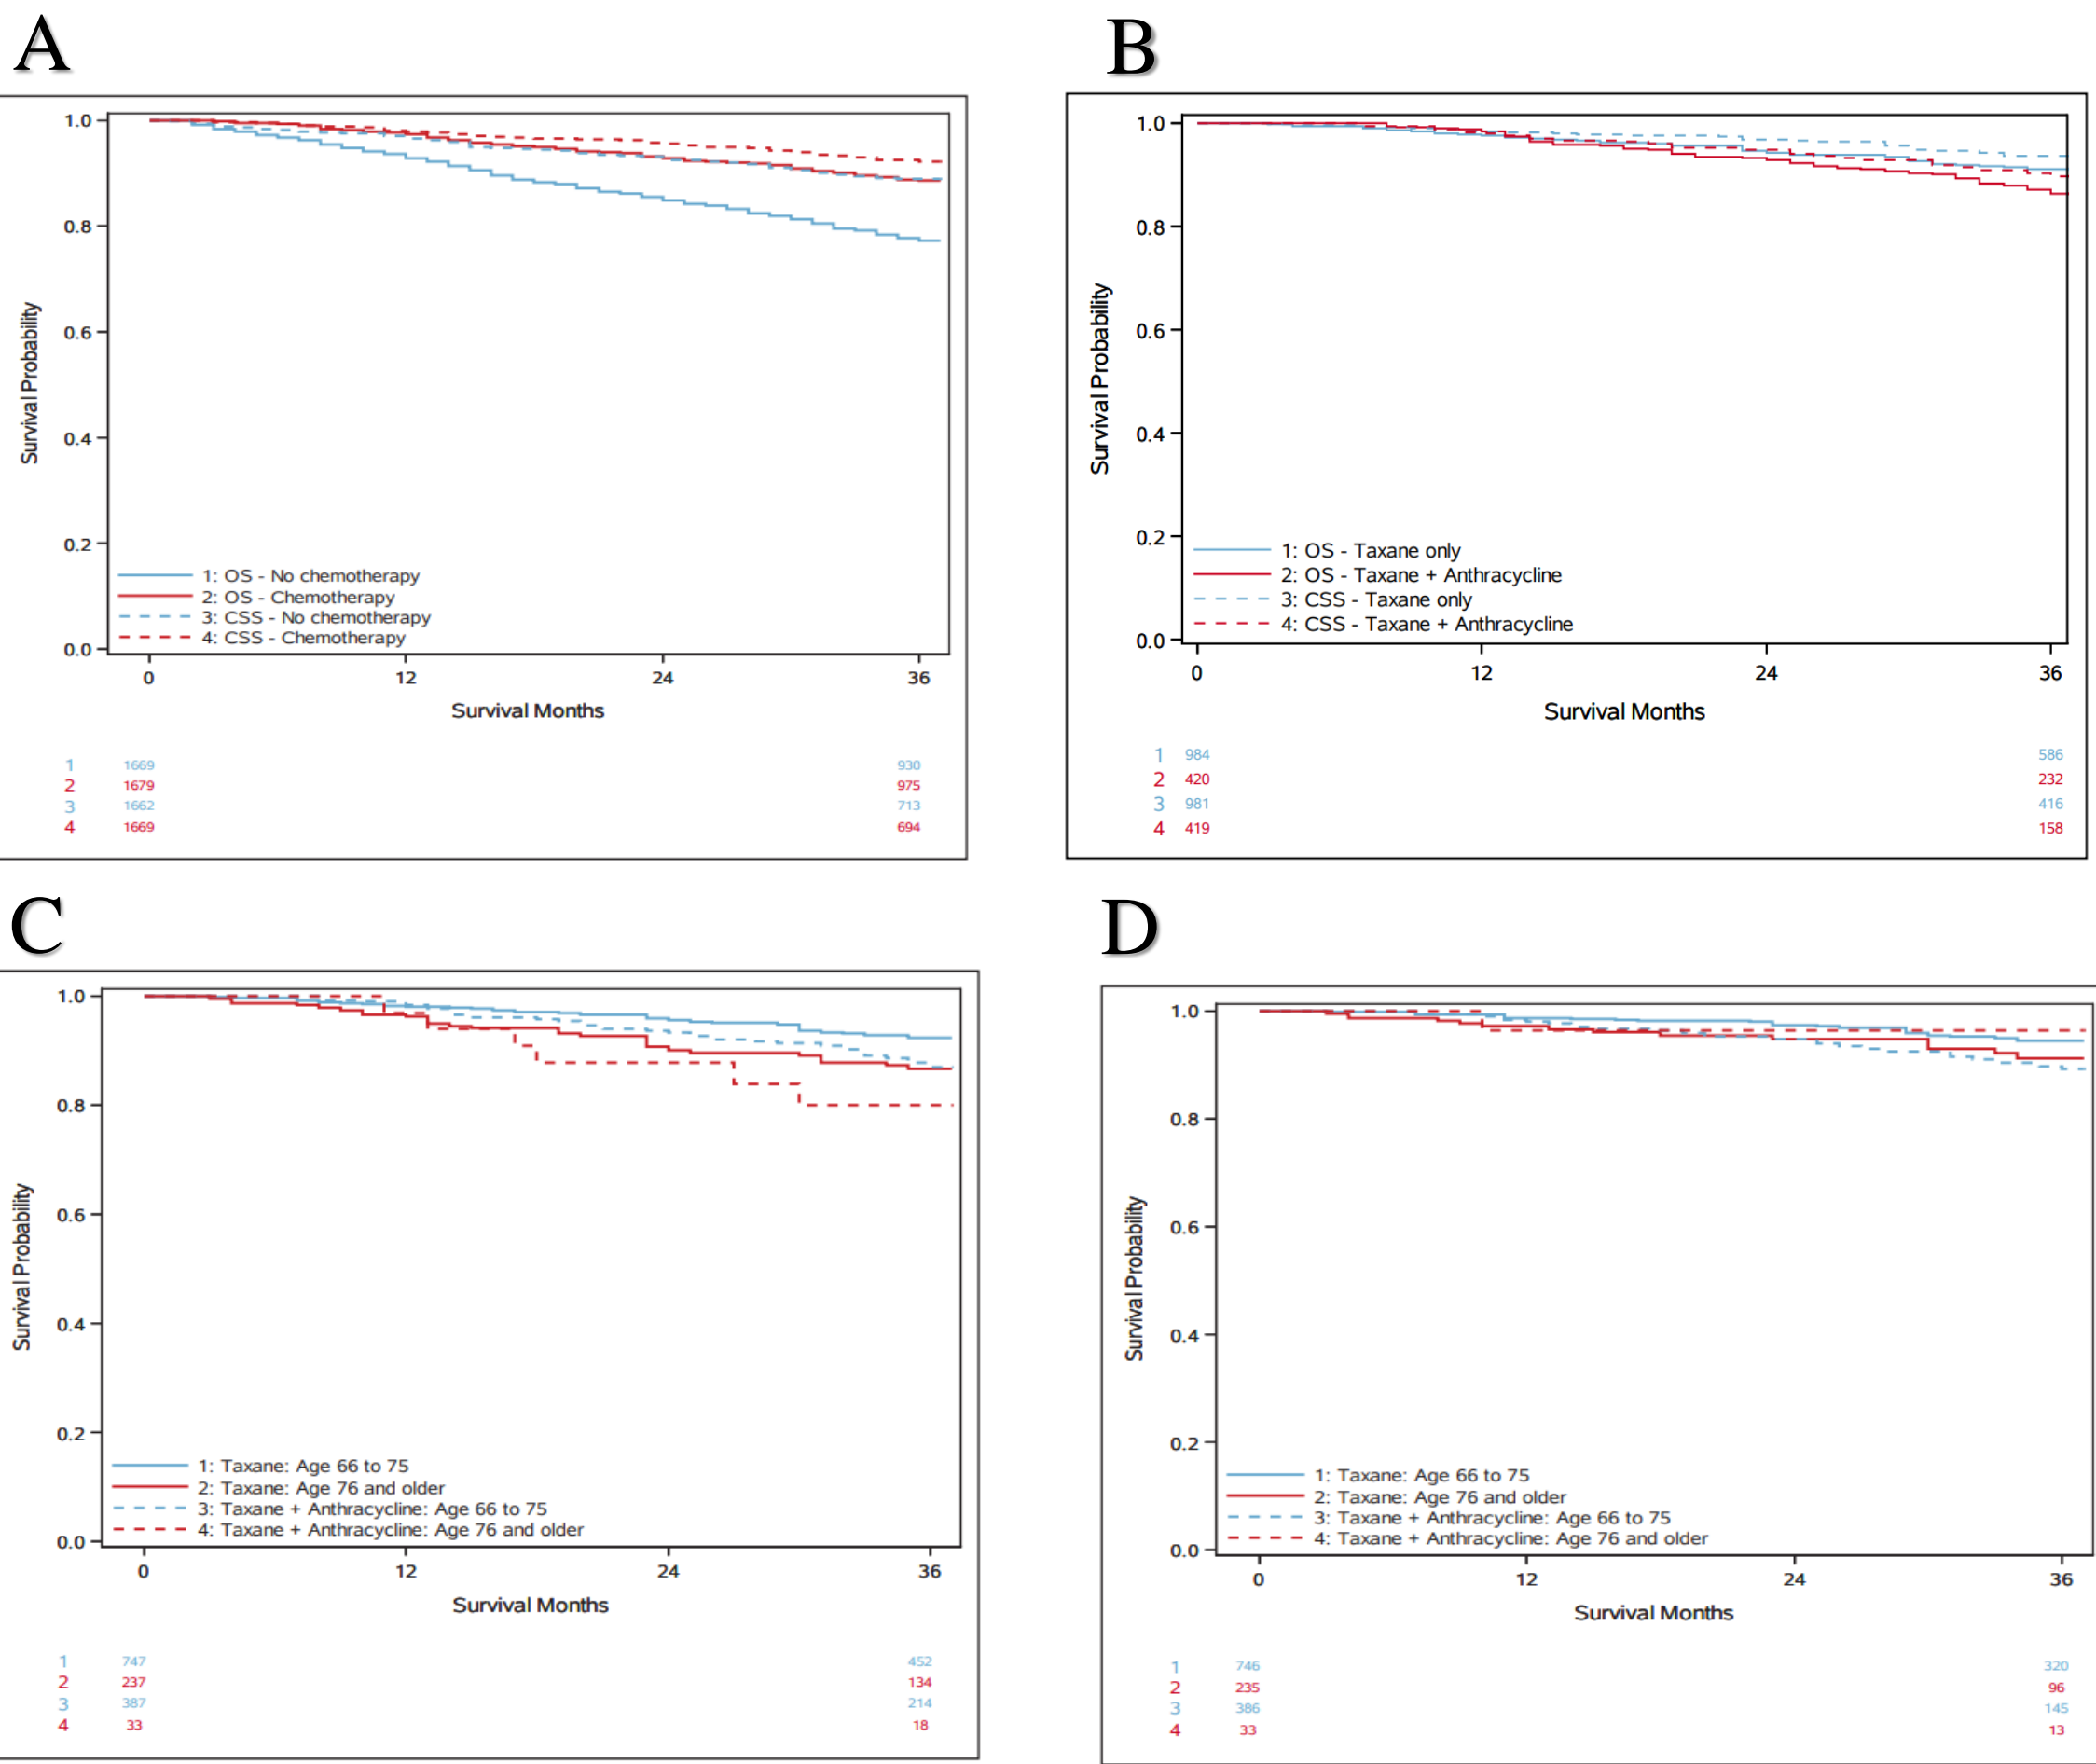 A
1.0
0.8
0.6
0.4
0.2
0.0
Survival Probability
1: OS - No chemotherapy
2: OS - Chemotherapy
3: CSS - No chemotherapy
4: CSS - Chemotherapy
0 12 24 36
Survival Months
1 1669 930
2 1679 975
3 1662 713
4 1669 694
B
1.0
0.8
0.6
0.4
0.2
0.0
Survival Probability
1: OS - Taxane only
2: OS - Taxane + Anthracycline
3: CSS - Taxane only
4: CSS - Taxane + Anthracycline
0 12 24 36
Survival Months
1 984 586
2 420 232
3 981 416
4 419 158
C
1.0
0.8
0.6
0.4
0.2
0.0
Survival Probability
1: Taxane: Age 66 to 75
2: Taxane: Age 76 and older
3: Taxane + Anthracycline: Age 66 to 75
4: Taxane + Anthracycline: Age 76 and older
0 12 24 36
Survival Months
1 747 452
2 237 134
3 387 214
4 33 18
D
1.0
0.8
0.6
0.4
0.2
0.0
Survival Probability
1: Taxane: Age 66 to 75
2: Taxane: Age 76 and older
3: Taxane + Anthracycline: Age 66 to 75
4: Taxane + Anthracycline: Age 76 and older
0 12 24 36
Survival Months
1 746 320
2 235 96
3 386 145
4 33 13